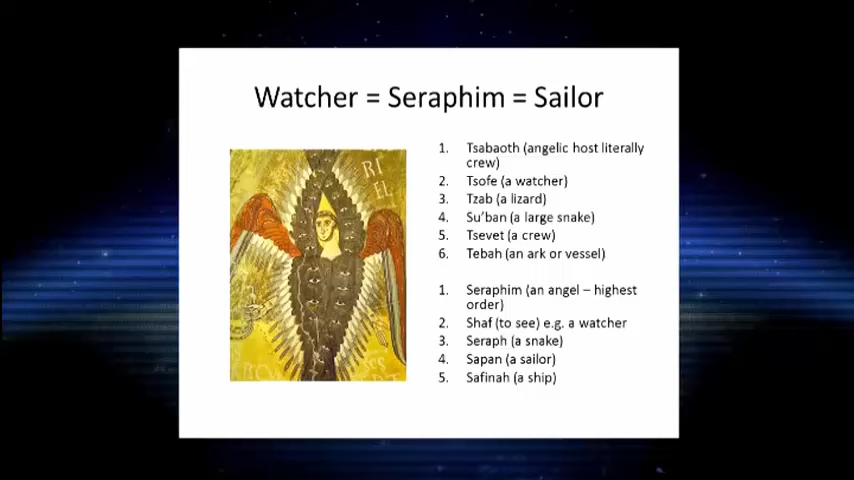 Watcher = Seraphim = Sailor
RI
EL
1. Tsabaoth (angelic host literally
crew)
2. Tsofe (a watcher)
3. Tzab (a lizard)
4. Su'ban (a large snake)
5. Tsevet (a crew)
6. Tebah (an ark or vessel)
1. Seraphim (an angel – highest
order)
2. Shaf (to see) e.g. a watcher
3. Seraph (a snake)
4. Sapan (a sailor)
5. Safinah (a ship)